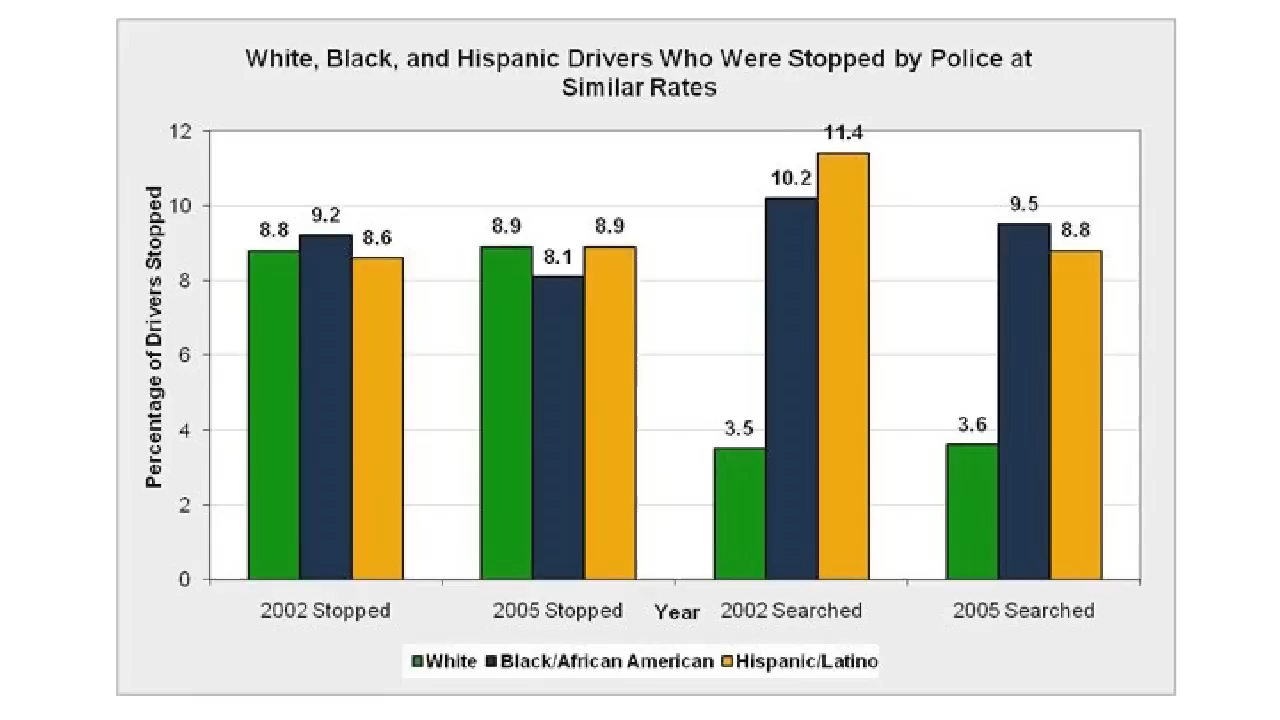 White, Black, and Hispanic Drivers Who Were Stopped by Police at
Similar Rates
Percentage of Drivers Stopped
12
10
8
6
4
2
0
8.8
9.2
8.6
8.9
8.1
8.9
3.5
10.2
11.4
3.6
9.5
8.8
2002 Stopped
2005 Stopped
Year
2002 Searched
2005 Searched
White Black/African American Hispanic/Latino